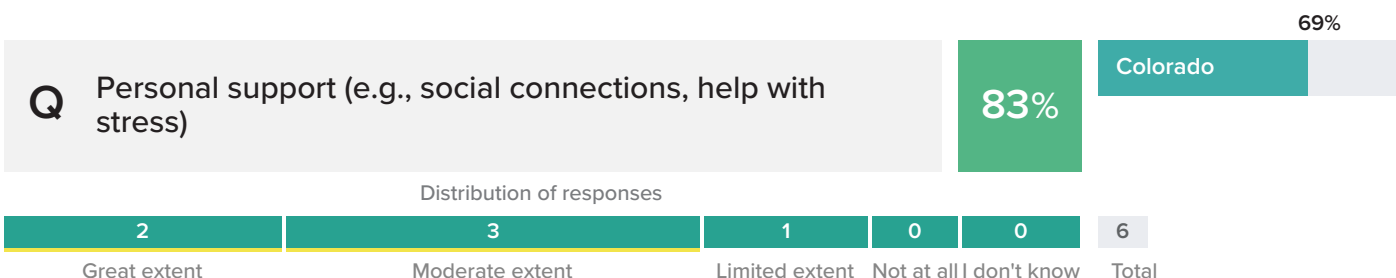 69%
Q Personal support (e.g., social connections, help with
stress)
83%
Colorado
Distribution of responses
2 3 1 0 0 6
Great extent Moderate extent Limited extent Not at all I don't know Total